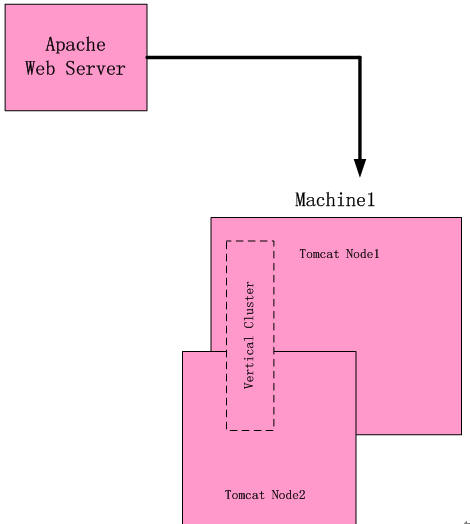 Apache
Web Server
Machine1
Tomcat Node1
Vertical Cluster
Tomcat Node2